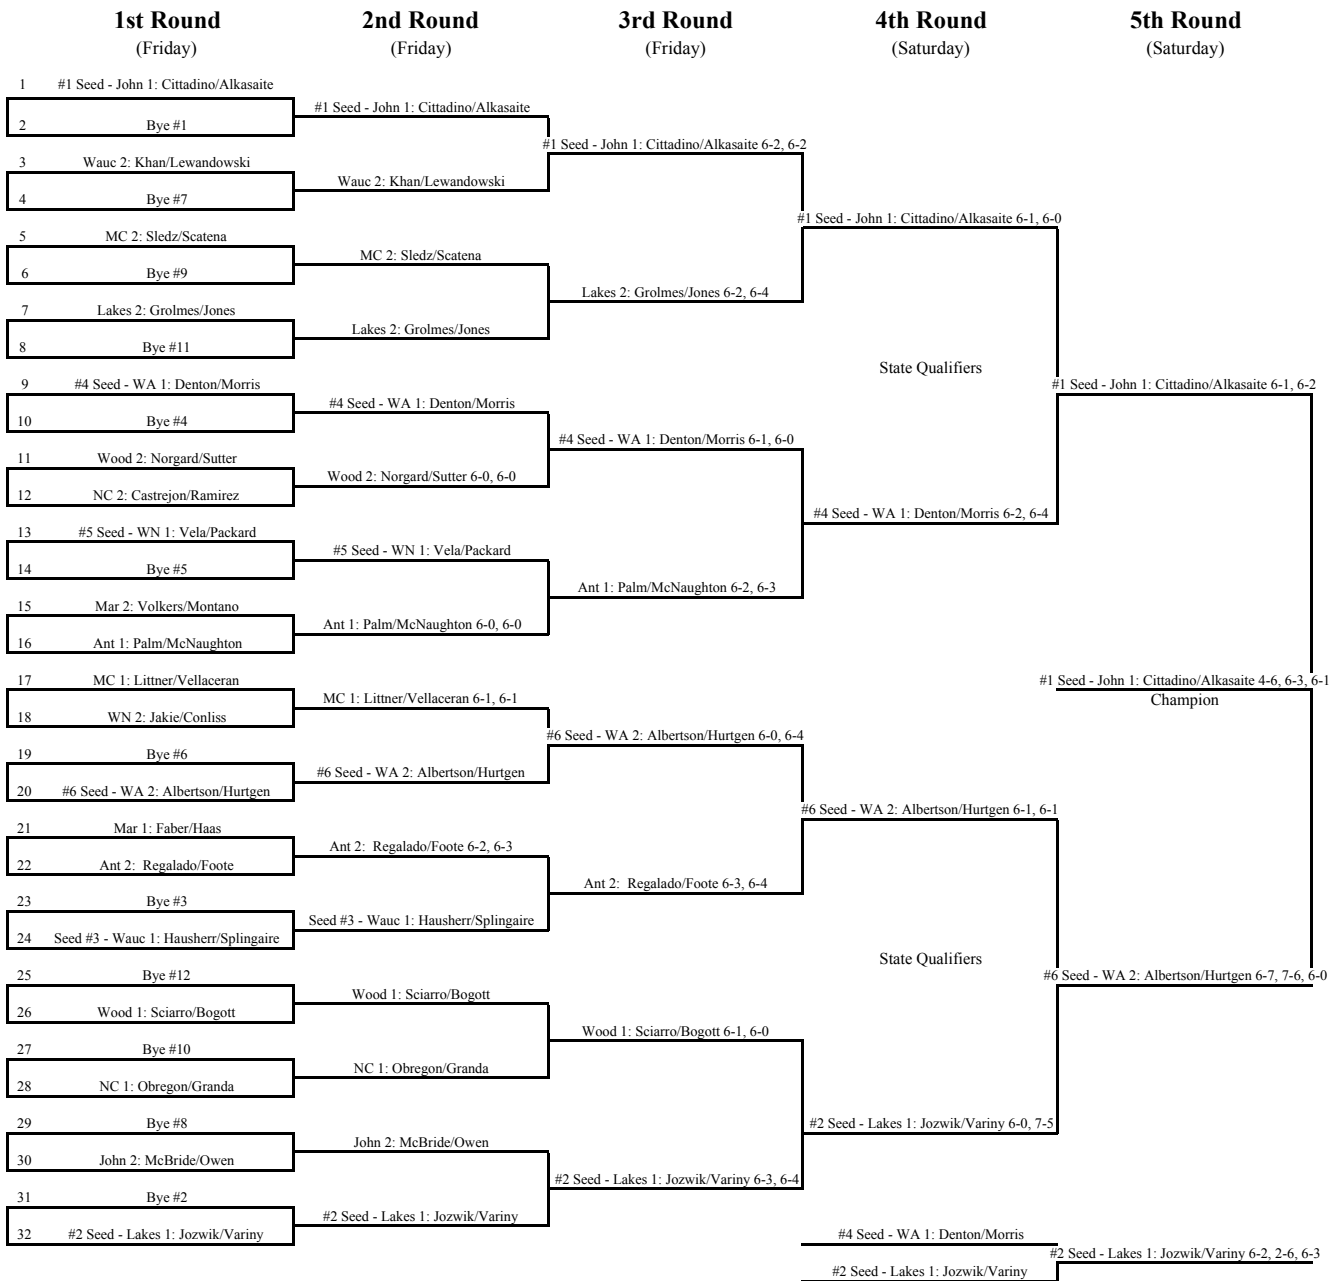 1st Round
(Friday)
2nd Round
(Friday)
3rd Round
(Friday)
4th Round
(Saturday)
5th Round
(Saturday)
1 #1 Seed - John 1: Cittadino/Alkasaite
2 Bye #1
3 Wauc 2: Khan/Lewandowski
4 Bye #7
5 MC 2: Sledz/Scatena
6 Bye #9
7 Lakes 2: Grolmes/Jones
8 Bye #11
9 #4 Seed - WA 1: Denton/Morris
10 Bye #4
11 Wood 2: Norgard/Sutter
12 NC 2: Castrejon/Ramirez
13 #5 Seed - WN 1: Vela/Packard
14 Bye #5
15 Mar 2: Volkers/Montano
16 Ant 1: Palm/McNaughton
17 MC 1: Littner/Vellaceran
18 WN 2: Jakie/Conliss
19 Bye #6
20 #6 Seed - WA 2: Albertson/Hurtgen
21 Mar 1: Faber/Haas
22 Ant 2: Regalado/Foote
23 Bye #3
24 Seed #3 - Wauc 1: Hausherr/Splingaire
25 Bye #12
26 Wood 1: Sciarro/Bogott
27 Bye #10
28 NC 1: Obregon/Granda
29 Bye #8
30 John 2: McBride/Owen
31 Bye #2
32 #2 Seed - Lakes 1: Jozwik/Variny
#1 Seed - John 1: Cittadino/Alkasaite
Wauc 2: Khan/Lewandowski
MC 2: Sledz/Scatena
Lakes 2: Grolmes/Jones
#4 Seed - WA 1: Denton/Morris
Wood 2: Norgard/Sutter 6-0, 6-0
#5 Seed - WN 1: Vela/Packard
Ant 1: Palm/McNaughton 6-0, 6-0
MC 1: Littner/Vellaceran 6-1, 6-1
#6 Seed - WA 2: Albertson/Hurtgen
Ant 2: Regalado/Foote 6-2, 6-3
Seed #3 - Wauc 1: Hausherr/Splingaire
Wood 1: Sciarro/Bogott
NC 1: Obregon/Granda
John 2: McBride/Owen
#2 Seed - Lakes 1: Jozwik/Variny
#1 Seed - John 1: Cittadino/Alkasaite 6-2, 6-2
Lakes 2: Grolmes/Jones 6-2, 6-4
#4 Seed - WA 1: Denton/Morris 6-1, 6-0
Ant 1: Palm/McNaughton 6-2, 6-3
#6 Seed - WA 2: Albertson/Hurtgen 6-0, 6-4
Ant 2: Regalado/Foote 6-3, 6-4
Wood 1: Sciarro/Bogott 6-1, 6-0
#2 Seed - Lakes 1: Jozwik/Variny 6-3, 6-4
#1 Seed - John 1: Cittadino/Alkasaite 6-1, 6-0
State Qualifiers
#4 Seed - WA 1: Denton/Morris 6-2, 6-4
#6 Seed - WA 2: Albertson/Hurtgen 6-1, 6-1
State Qualifiers
#2 Seed - Lakes 1: Jozwik/Variny 6-0, 7-5
#4 Seed - WA 1: Denton/Morris
#2 Seed - Lakes 1: Jozwik/Variny
#1 Seed - John 1: Cittadino/Alkasaite 6-1, 6-2
#1 Seed - John 1: Cittadino/Alkasaite 4-6, 6-3, 6-1
Champion
#6 Seed - WA 2: Albertson/Hurtgen 6-7, 7-6, 6-0
#2 Seed - Lakes 1: Jozwik/Variny 6-2, 2-6, 6-3